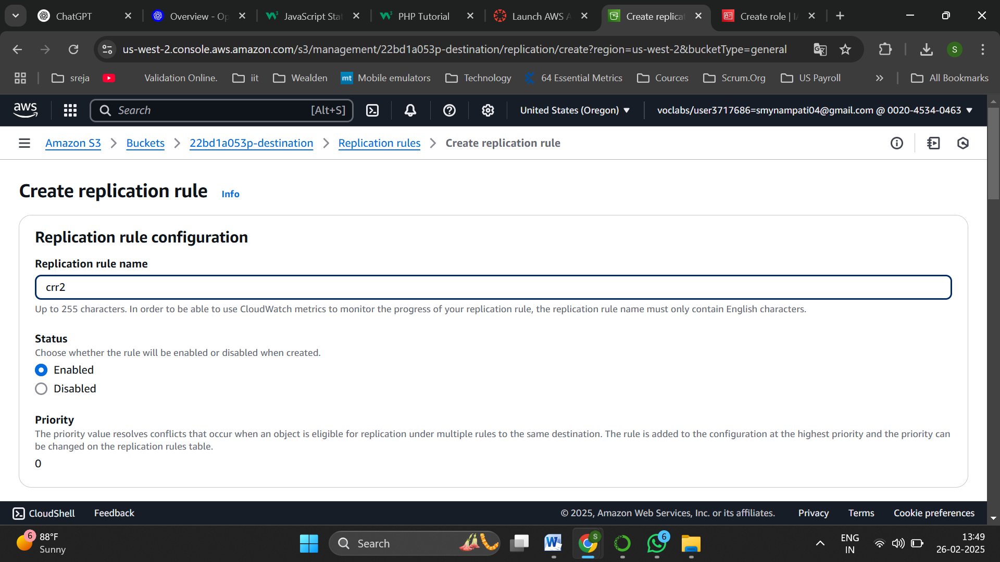 ChatGPT
Overview - Op
JavaScript Stat
PHP Tutorial
Launch AWS A
Create replicat
Create role | IA
us-west-2.console.aws.amazon.com/s3/management/22bd1a053p-destination/replication/create?region=us-west-2&bucketType=general
S
sreja
Validation Online.
iit
Wealden
mt
Mobile emulators
Technology
64 Essential Metrics
Cources
Scrum.Org
US Payroll
All Bookmarks
aws
Search
[Alt+S]
United States (Oregon)
voclabs/user3717686=smynampati04@gmail.com @ 0020-4534-0463
Amazon S3
Buckets
22bd1a053p-destination
Replication rules
Create replication rule
Create replication rule
Info
Replication rule configuration
Replication rule name
crr2
Up to 255 characters. In order to be able to use CloudWatch metrics to monitor the progress of your replication rule, the replication rule name must only contain English characters.
Status
Choose whether the rule will be enabled or disabled when created.
Enabled
Disabled
Priority
The priority value resolves conflicts that occur when an object is eligible for replication under multiple rules to the same destination. The rule is added to the configuration at the highest priority and the priority can
be changed on the replication rules table.
0
CloudShell
Feedback
© 2025, Amazon Web Services, Inc. or its affiliates.
Privacy
Terms
Cookie preferences
6
88°F
Sunny
Search
W
S
6
ENG
IN
13:49
26-02-2025